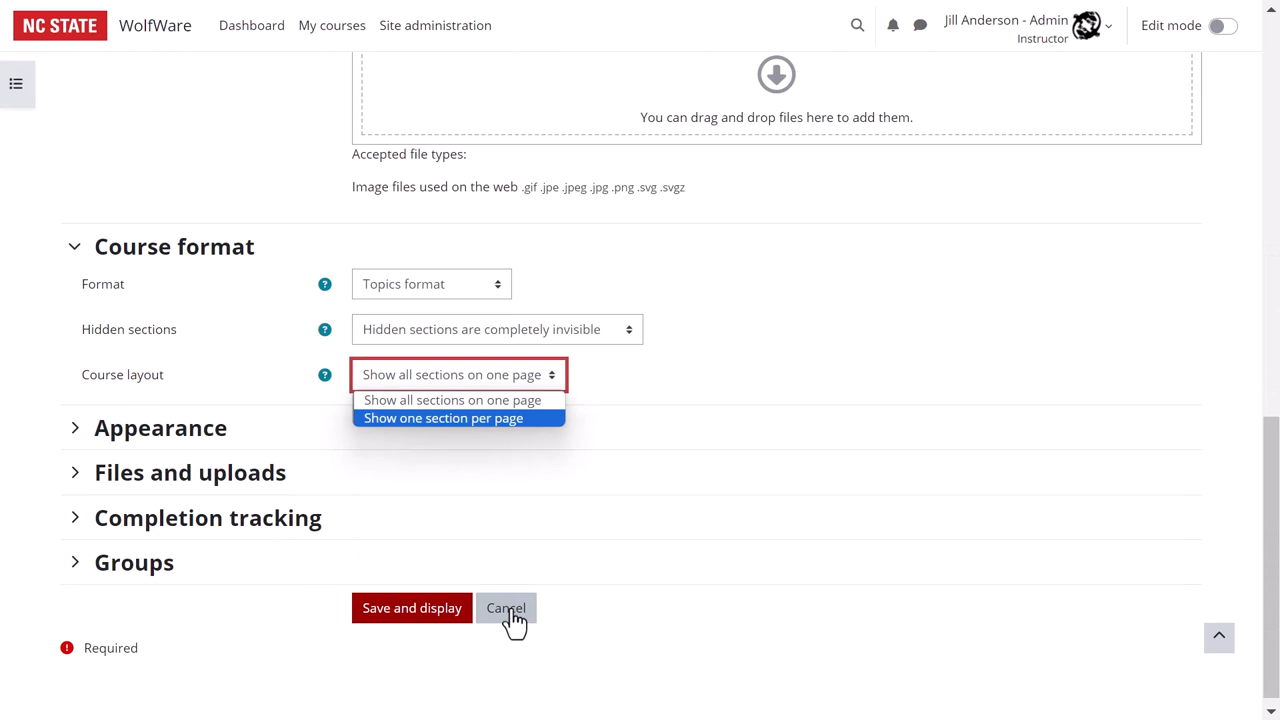 NC STATE WolfWare Dashboard My courses Site administration Jill Anderson - Admin Edit mode
Instructor
You can drag and drop files here to add them.
Accepted file types:
Image files used on the web .gif .jpe .jpeg .jpg .png .svg .svgz
Course format
Format ? Topics format
Hidden sections ? Hidden sections are completely invisible
Course layout ? Show all sections on one page
Show all sections on one page
Show one section per page
Appearance
Files and uploads
Completion tracking
Groups
Save and display Cancel
! Required